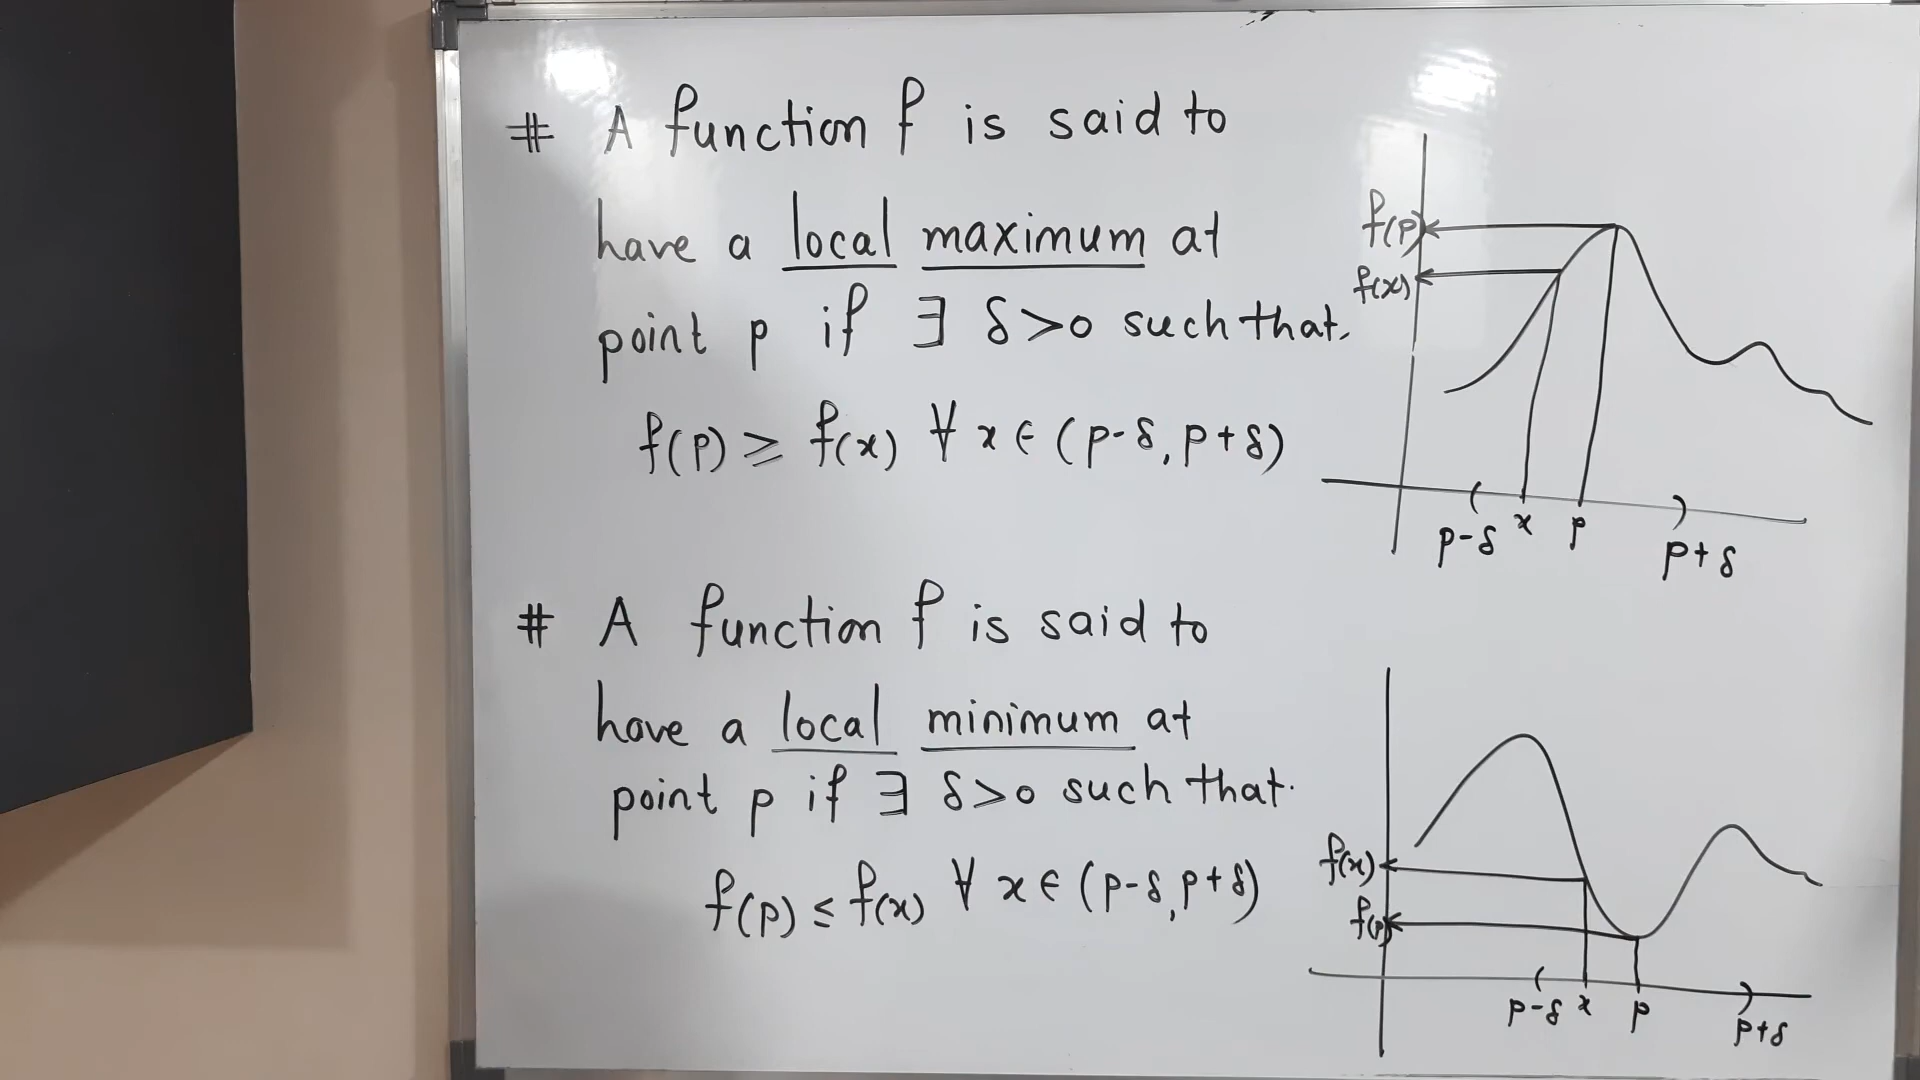 # A function f is said to
have a local maximum at
point p if ∃ δ>0 such that.
f(p) ≥ f(x) ∀ x ∈ (p-δ, p+δ)
f(p)
f(x)
p-δ x p p+δ
# A function f is said to
have a local minimum at
point p if ∃ δ>0 such that.
f(p) ≤ f(x) ∀ x ∈ (p-δ, p+δ)
f(x)
f(p)
p-δ x p p+δ